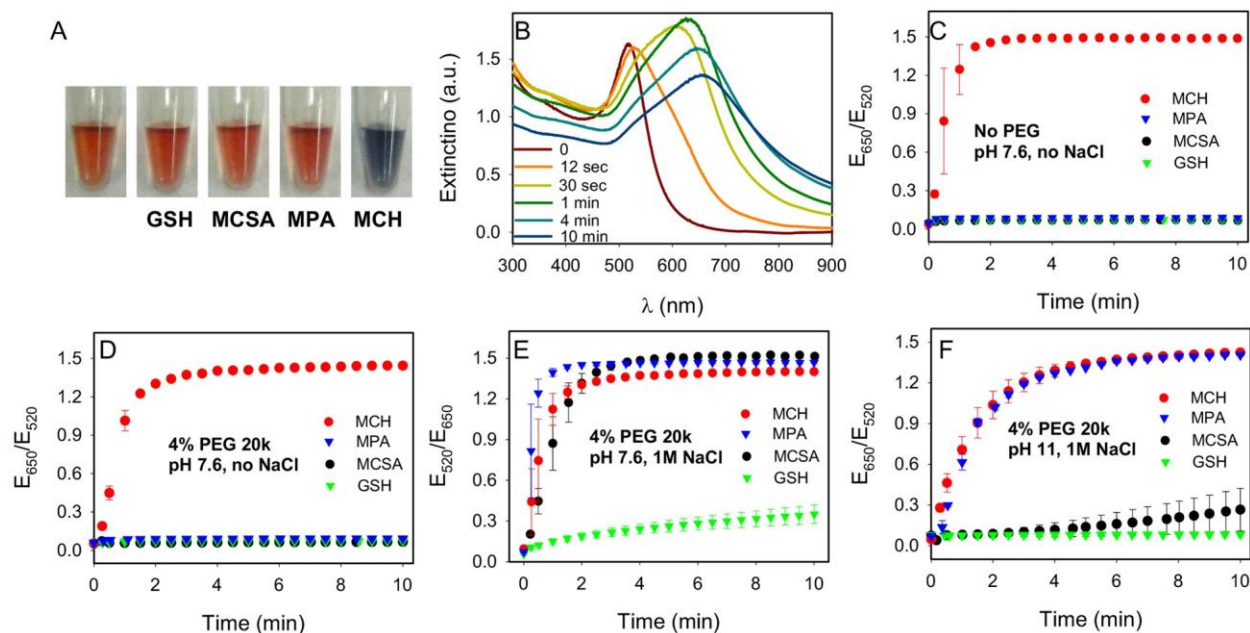 A
GSH MCSA MPA MCH
B
Extinctino (a.u.)
1.5
1.0
0.5
0.0
0
12 sec
30 sec
1 min
4 min
10 min
300 400 500 600 700 800 900
λ (nm)
C
E650/E520
1.5
1.2
0.9
0.6
0.3
0.0
MCH
MPA
MCSA
GSH
No PEG
pH 7.6, no NaCl
0 2 4 6 8 10
Time (min)
D
E650/E520
1.5
1.2
0.9
0.6
0.3
0.0
MCH
MPA
MCSA
GSH
4% PEG 20k
pH 7.6, no NaCl
0 2 4 6 8 10
Time (min)
E
E520/E650
1.5
1.2
0.9
0.6
0.3
0.0
MCH
MPA
MCSA
GSH
4% PEG 20k
pH 7.6, 1M NaCl
0 2 4 6 8 10
Time (min)
F
E650/E520
1.5
1.2
0.9
0.6
0.3
0.0
MCH
MPA
MCSA
GSH
4% PEG 20k
pH 11, 1M NaCl
0 2 4 6 8 10
Time (min)